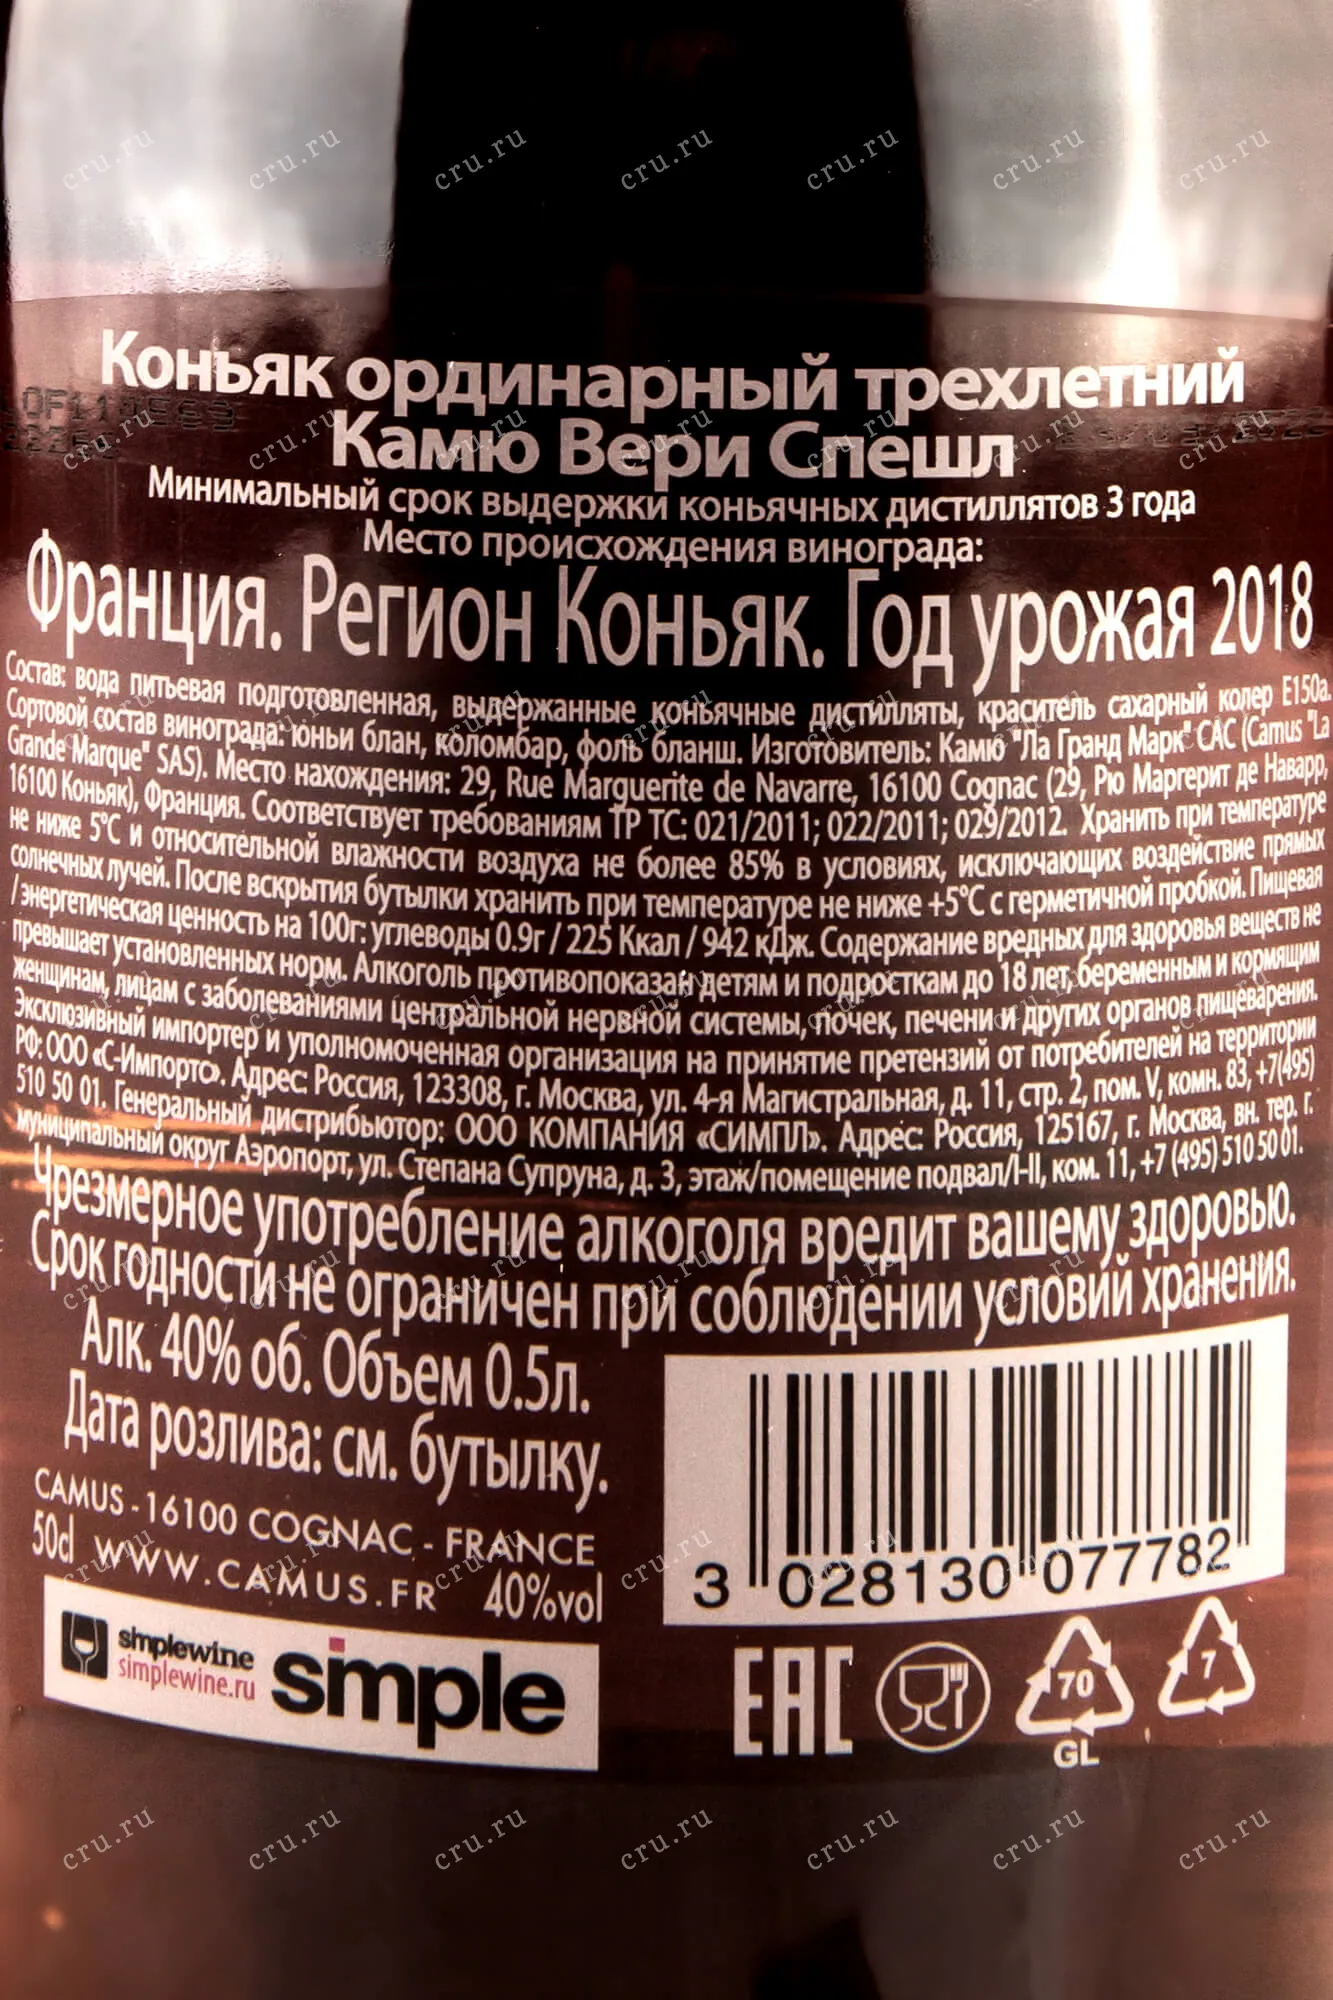 Коньяк ординарный трехлетний
Камю Вери Спешл
Минимальный срок выдержки коньячных дистиллятов 3 года
Место происхождения винограда:
Франция. Регион Коньяк. Год урожая 2018
Состав: вода питьевая подготовленная, выдержанные коньячные дистилляты, краситель сахарный колер Е150а.
Сортовой состав винограда: юньи блан, коломбар, фоль бланш. Изготовитель: Камю "Ла Гранд Марк" САС (Camus "La
Grande Marque" SAS). Место нахождения: 29, Rue Marguerite de Navarre, 16100 Cognac (29, Рю Маргерит де Наварр,
16100 Коньяк), Франция. Соответствует требованиям ТР ТС: 021/2011; 022/2011; 029/2012. Хранить при температуре
не ниже 5°С и относительной влажности воздуха не более 85% в условиях, исключающих воздействие прямых
солнечных лучей. После вскрытия бутылки хранить при температуре не ниже +5°С с герметичной пробкой. Пищевая
/ энергетическая ценность на 100г: углеводы 0.9г / 225 Ккал / 942 кДж. Содержание вредных для здоровья веществ не
превышает установленных норм. Алкоголь противопоказан детям и подросткам до 18 лет, беременным и кормящим
женщинам, лицам с заболеваниями центральной нервной системы, почек, печени и других органов пищеварения.
Эксклюзивный импортер и уполномоченная организация на принятие претензий от потребителей на территории
РФ: ООО «С-Импортс». Адрес: Россия, 123308, г. Москва, ул. 4-я Магистральная, д. 11, стр. 2, пом. V, комн. 83, +7(495)
510 50 01. Генеральный дистрибьютор: ООО КОМПАНИЯ «СИМПЛ». Адрес: Россия, 125167, г. Москва, вн. тер. г.
муниципальный округ Аэропорт, ул. Степана Супруна, д. 3, этаж/помещение подвал/I-II, ком. 11, +7 (495) 510 50 01.
Чрезмерное употребление алкоголя вредит вашему здоровью.
Срок годности не ограничен при соблюдении условий хранения.
Алк. 40% об. Объем 0.5л.
Дата розлива: см. бутылку.
CAMUS - 16100 COGNAC - FRANCE
50cl WWW.CAMUS.FR 40%vol
3 028130 077782
simplewine
simplewine.ru
simple
EAC
70
GL
7
cru.ru